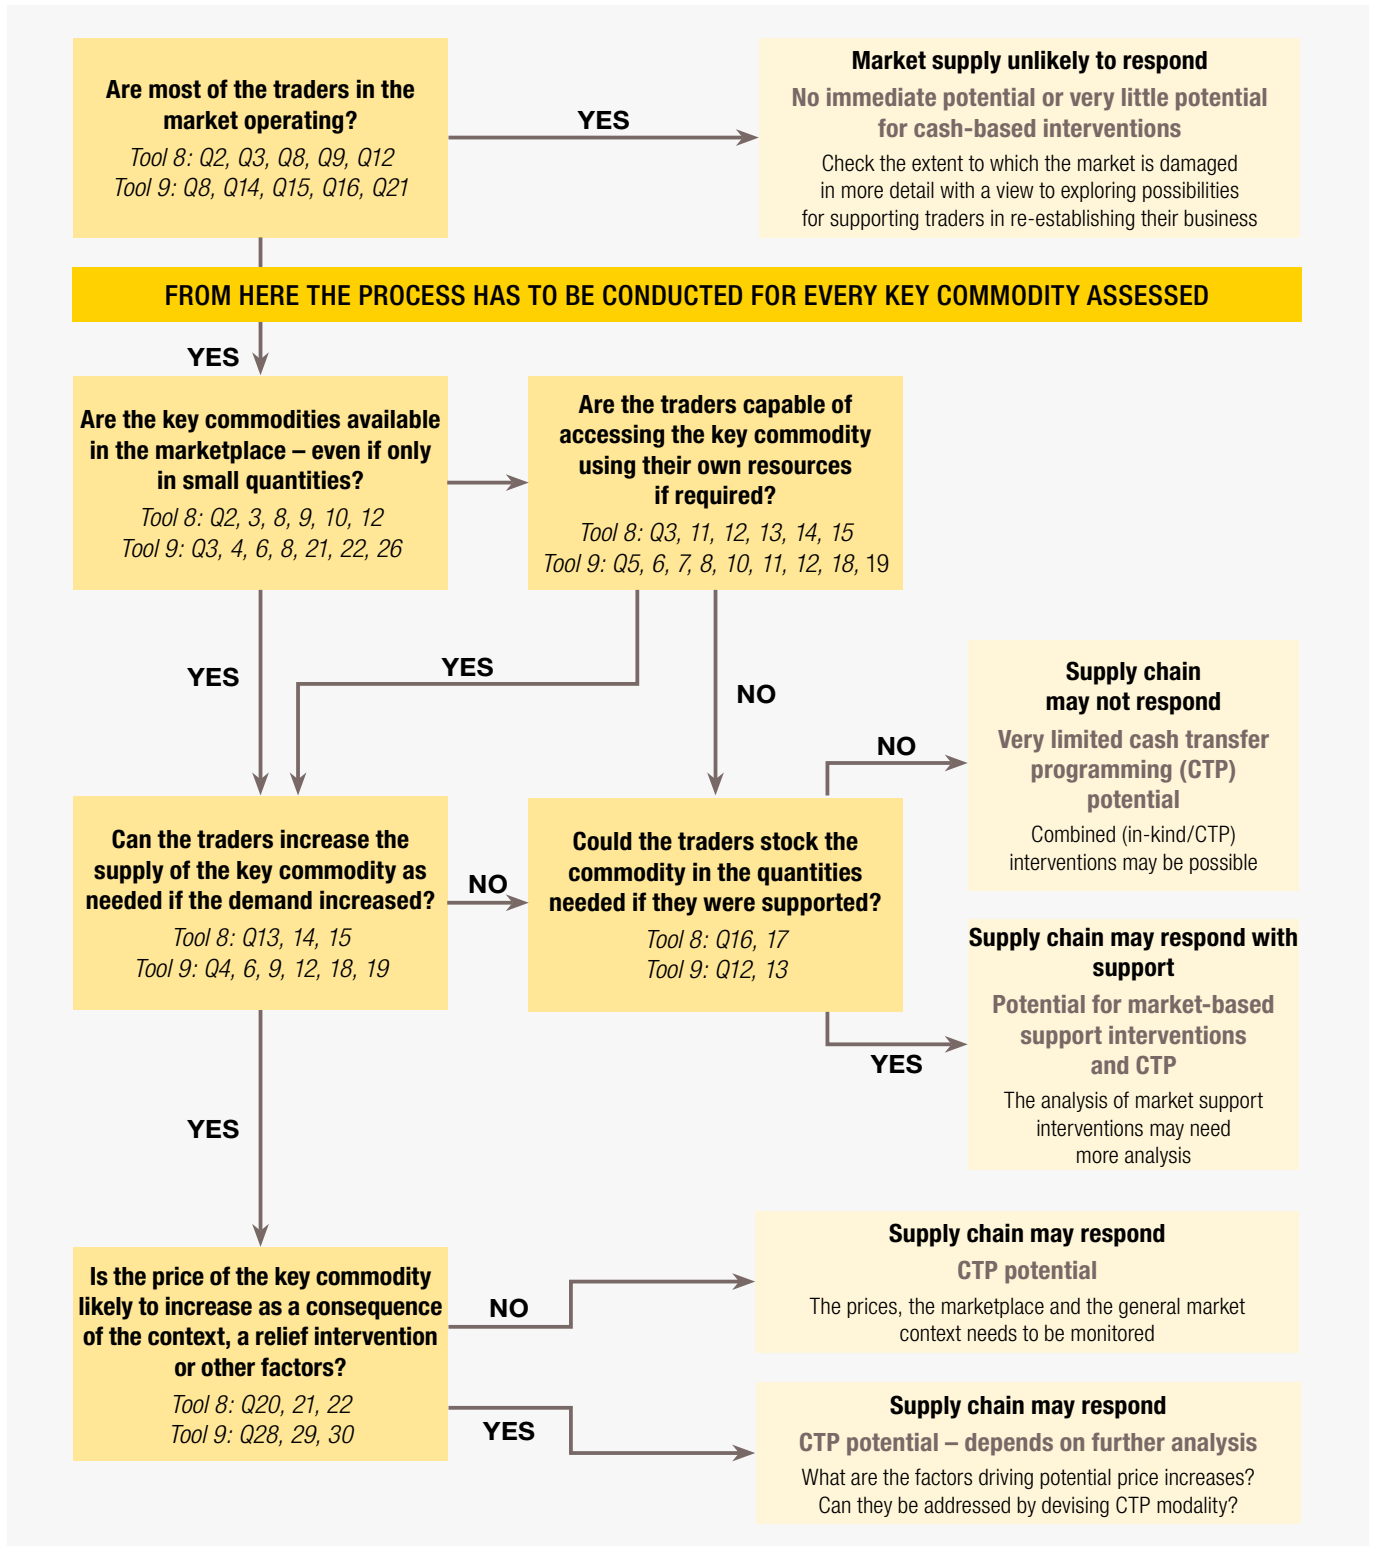 Are most of the traders in the
market operating?
Tool 8: Q2, Q3, Q8, Q9, Q12
Tool 9: Q8, Q14, Q15, Q16, Q21
YES
Market supply unlikely to respond
No immediate potential or very little potential
for cash-based interventions
Check the extent to which the market is damaged
in more detail with a view to exploring possibilities
for supporting traders in re-establishing their business
FROM HERE THE PROCESS HAS TO BE CONDUCTED FOR EVERY KEY COMMODITY ASSESSED
YES
Are the key commodities available
in the marketplace – even if only
in small quantities?
Tool 8: Q2, 3, 8, 9, 10, 12
Tool 9: Q3, 4, 6, 8, 21, 22, 26
Are the traders capable of
accessing the key commodity
using their own resources
if required?
Tool 8: Q3, 11, 12, 13, 14, 15
Tool 9: Q5, 6, 7, 8, 10, 11, 12, 18, 19
YES
YES
NO
NO
Supply chain
may not respond
Very limited cash transfer
programming (CTP)
potential
Combined (in-kind/CTP)
interventions may be possible
Can the traders increase the
supply of the key commodity as
needed if the demand increased?
Tool 8: Q13, 14, 15
Tool 9: Q4, 6, 9, 12, 18, 19
NO
Could the traders stock the
commodity in the quantities
needed if they were supported?
Tool 8: Q16, 17
Tool 9: Q12, 13
YES
Supply chain may respond with
support
Potential for market-based
support interventions
and CTP
The analysis of market support
interventions may need
more analysis
YES
Is the price of the key commodity
likely to increase as a consequence
of the context, a relief intervention
or other factors?
Tool 8: Q20, 21, 22
Tool 9: Q28, 29, 30
NO
Supply chain may respond
CTP potential
The prices, the marketplace and the general market
context needs to be monitored
YES
Supply chain may respond
CTP potential – depends on further analysis
What are the factors driving potential price increases?
Can they be addressed by devising CTP modality?